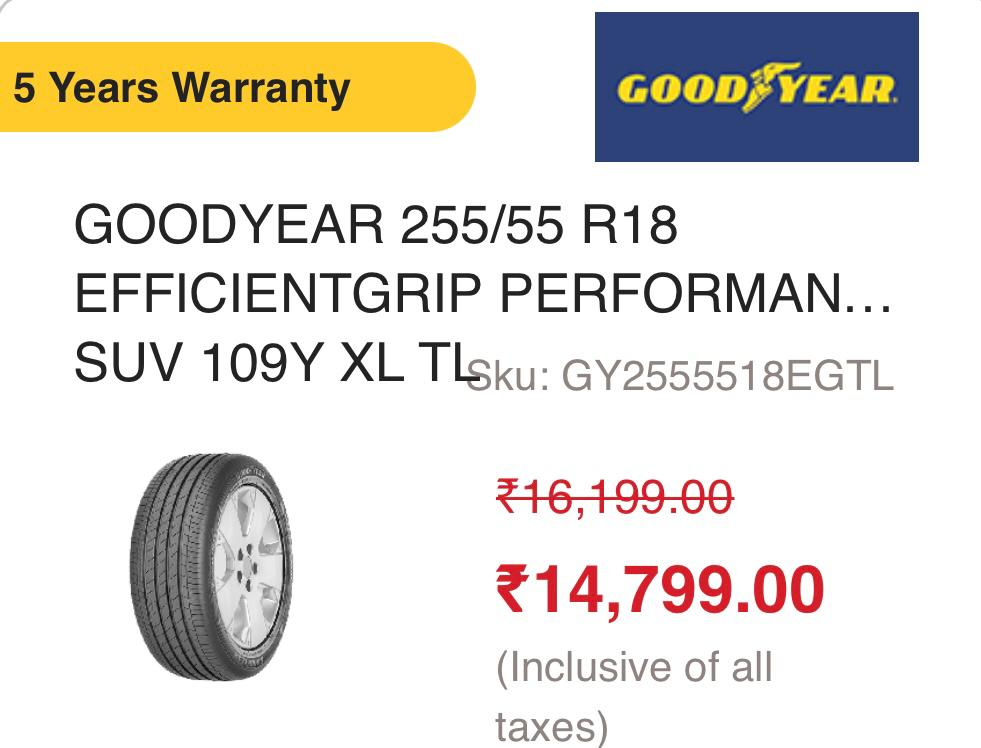 5 Years Warranty
GOODYEAR
GOODYEAR 255/55 R18
EFFICIENTGRIP PERFORMAN...
SUV 109Y XL TL
Sku: GY2555518EGTL
₹16,199.00
₹14,799.00
(Inclusive of all
taxes)